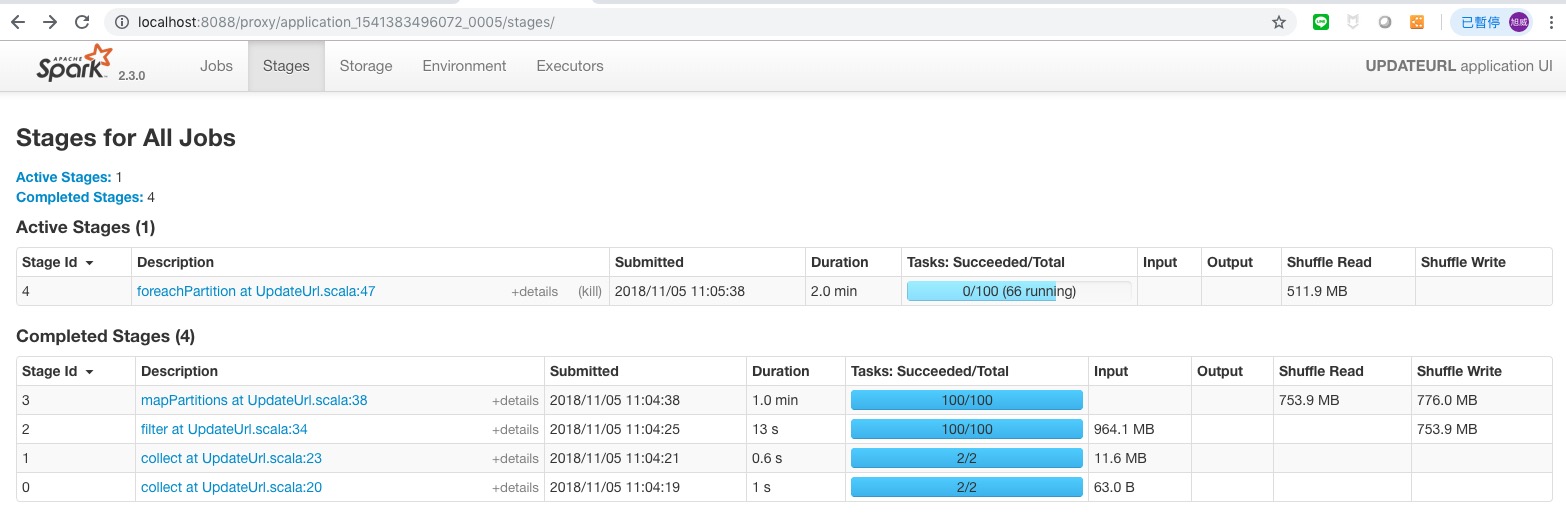 localhost:8088/proxy/application_1541383496072_0005/stages/
已暫停 旭威
APACHE Spark 2.3.0 Jobs Stages Storage Environment Executors UPDATEURL application UI
Stages for All Jobs
Active Stages: 1
Completed Stages: 4
Active Stages (1)
Stage Id Description Submitted Duration Tasks: Succeeded/Total Input Output Shuffle Read Shuffle Write
4 foreachPartition at UpdateUrl.scala:47 +details (kill) 2018/11/05 11:05:38 2.0 min 0/100 (66 running) 511.9 MB
Completed Stages (4)
Stage Id Description Submitted Duration Tasks: Succeeded/Total Input Output Shuffle Read Shuffle Write
3 mapPartitions at UpdateUrl.scala:38 +details 2018/11/05 11:04:38 1.0 min 100/100 753.9 MB 776.0 MB
2 filter at UpdateUrl.scala:34 +details 2018/11/05 11:04:25 13 s 100/100 964.1 MB 753.9 MB
1 collect at UpdateUrl.scala:23 +details 2018/11/05 11:04:21 0.6 s 2/2 11.6 MB
0 collect at UpdateUrl.scala:20 +details 2018/11/05 11:04:19 1 s 2/2 63.0 B